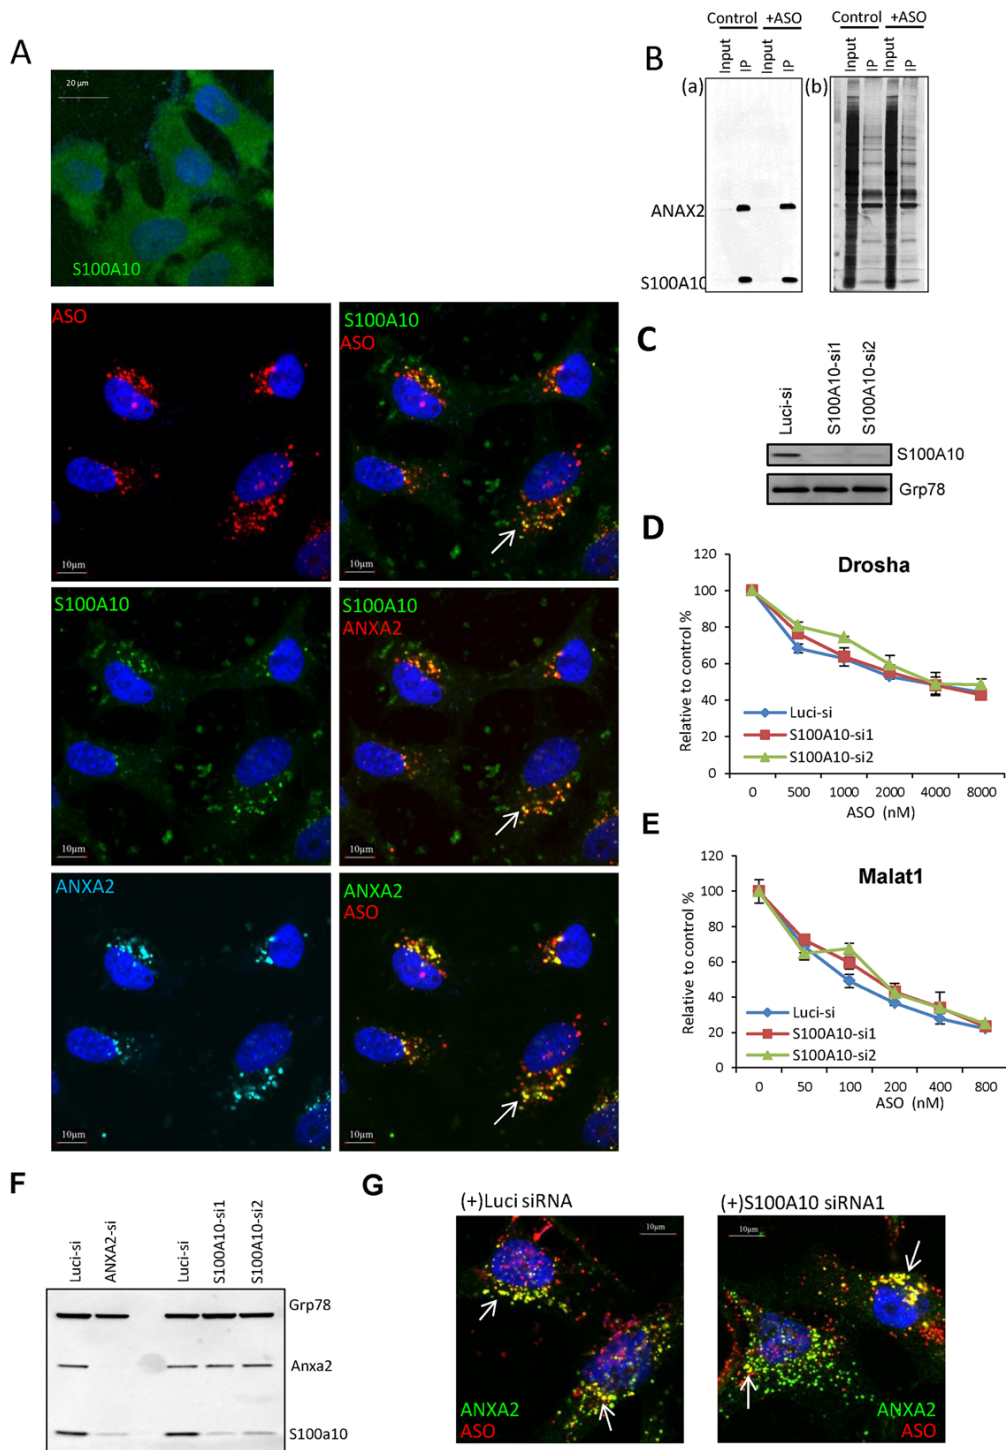 A
20 µm
S100A10
ASO
10µm
S100A10
ASO
10µm
S100A10
10µm
S100A10
ANXA2
10µm
ANXA2
10µm
ANXA2
ASO
10µm
B
Control +ASO
Input IP Input IP
(a)
ANAX2
S100A10
Control +ASO
Input IP Input IP
(b)
C
Luci-si S100A10-si1 S100A10-si2
S100A10
Grp78
D
Drosha
Relative to control %
120
100
80
60
40
20
0
Luci-si
S100A10-si1
S100A10-si2
0 500 1000 2000 4000 8000
ASO (nM)
E
Malat1
Relative to control %
120
100
80
60
40
20
0
Luci-si
S100A10-si1
S100A10-si2
0 50 100 200 400 800
ASO (nM)
F
Luci-si ANXA2-si Luci-si S100A10-si1 S100A10-si2
Grp78
Anxa2
S100a10
G
(+)Luci siRNA
10µm
ANXA2
ASO
(+)S100A10 siRNA1
10µm
ANXA2
ASO